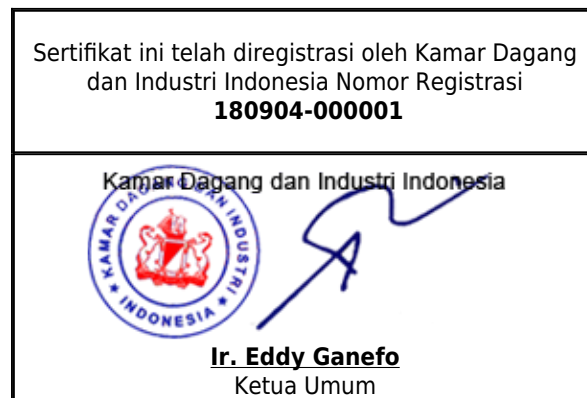 Sertifikat ini telah diregistrasi oleh Kamar Dagang
dan Industri Indonesia Nomor Registrasi
180904-000001
Kamar Dagang dan Industri Indonesia
KAMAR DAGANG DAN INDUSTRI
INDONESIA
Ir. Eddy Ganefo
Ketua Umum